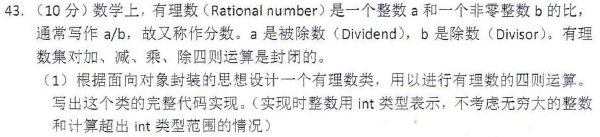 43. （10 分）数学上，有理数（Rational number）是一个整数 a 和一个非零整数 b 的比，
通常写作 a/b，故又称作分数。a 是被除数（Dividend），b 是除数（Divisor）。有理
数集对加、减、乘、除四则运算是封闭的。
（1）根据面向对象封装的思想设计一个有理数类，用以进行有理数的四则运算。
写出这个类的完整代码实现。（实现时整数用 int 类型表示，不考虑无穷大的整数
和计算超出 int 类型范围的情况）